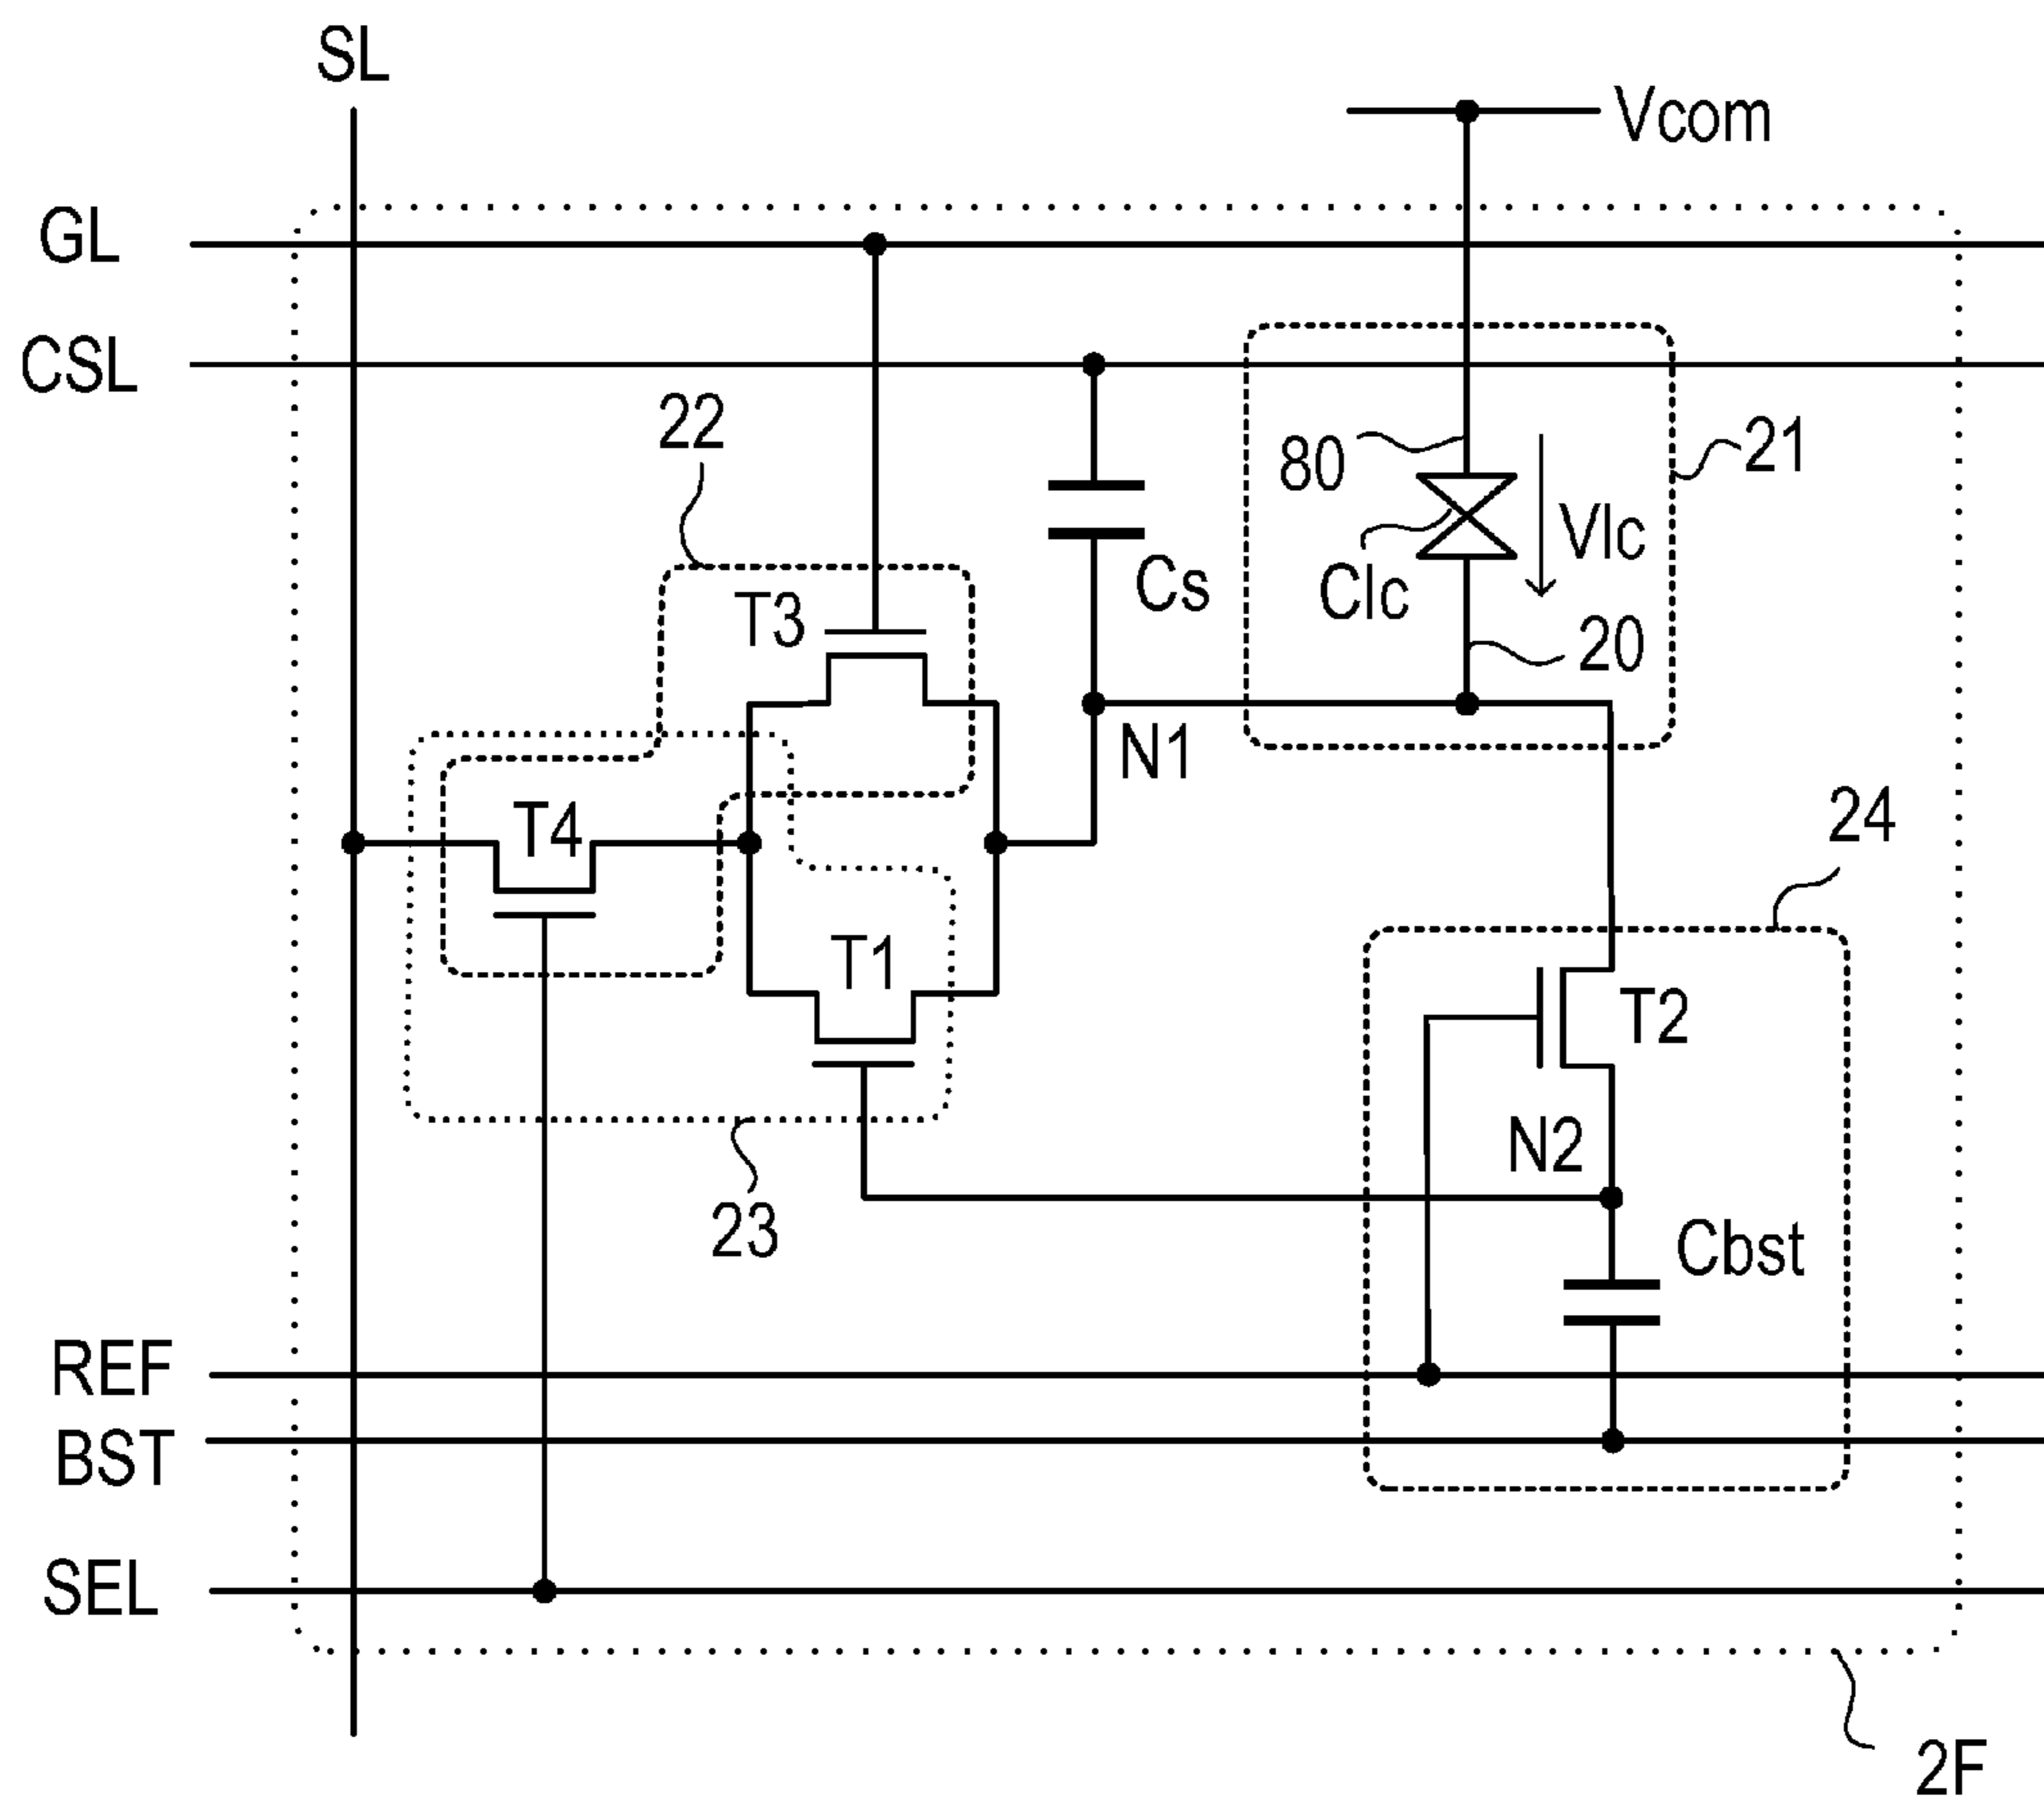 SL
Vcom
GL
CSL
22
80
21
Vlc
Clc
Cs
T3
20
N1
T4
24
T1
T2
N2
23
Cbst
REF
BST
SEL
2F